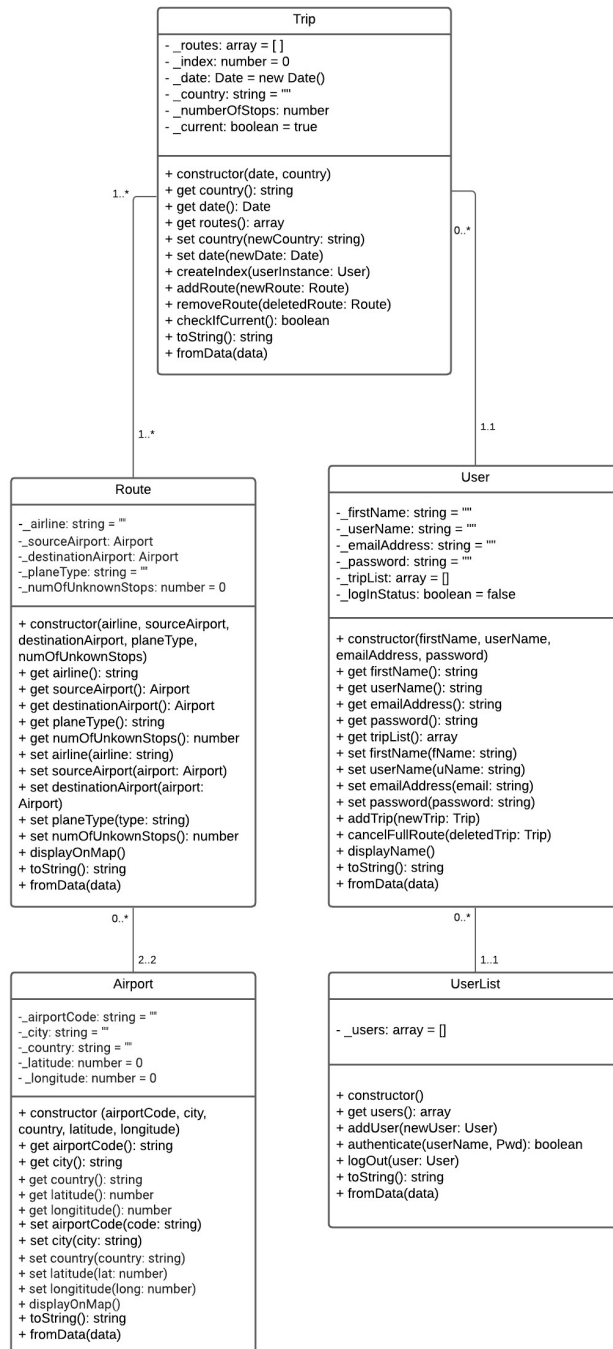 Trip
- _routes: array = [ ]
- _index: number = 0
- _date: Date = new Date()
- _country: string = ""
- _numberOfStops: number
- _current: boolean = true
+ constructor(date, country)
+ get country(): string
+ get date(): Date
+ get routes(): array
+ set country(newCountry: string)
+ set date(newDate: Date)
+ createIndex(userInstance: User)
+ addRoute(newRoute: Route)
+ removeRoute(deletedRoute: Route)
+ checkIfCurrent(): boolean
+ toString(): string
+ fromData(data)
1..*
0..*
1..*
1.1
Route
-_airline: string = ""
-_sourceAirport: Airport
-_destinationAirport: Airport
-_planeType: string = ""
-_numOfUnknownStops: number = 0
+ constructor(airline, sourceAirport,
destinationAirport, planeType,
numOfUnkownStops)
+ get airline(): string
+ get sourceAirport(): Airport
+ get destinationAirport(): Airport
+ get planeType(): string
+ get numOfUnkownStops(): number
+ set airline(airline: string)
+ set sourceAirport(airport: Airport)
+ set destinationAirport(airport:
Airport)
+ set planeType(type: string)
+ set numOfUnkownStops(): number
+ displayOnMap()
+ toString(): string
+ fromData(data)
User
-_firstName: string = ""
-_userName: string = ""
-_emailAddress: string = ""
-_password: string = ""
-_tripList: array = []
-_logInStatus: boolean = false
+ constructor(firstName, userName,
emailAddress, password)
+ get firstName(): string
+ get userName(): string
+ get emailAddress(): string
+ get password(): string
+ get tripList(): array
+ set firstName(fName: string)
+ set userName(uName: string)
+ set emailAddress(email: string)
+ set password(password: string)
+ addTrip(newTrip: Trip)
+ cancelFullRoute(deletedTrip: Trip)
+ displayName()
+ toString(): string
+ fromData(data)
0..*
2..2
0..*
1..1
Airport
-_airportCode: string = ""
-_city: string = ""
-_country: string = ""
-_latitude: number = 0
- _longitude: number = 0
+ constructor (airportCode, city,
country, latitude, longitude)
+ get airportCode(): string
+ get city(): string
+ get country(): string
+ get latitude(): number
+ get longititude(): number
+ set airportCode(code: string)
+ set city(city: string)
+ set country(country: string)
+ set latitude(lat: number)
+ set longititude(long: number)
+ displayOnMap()
+ toString(): string
+ fromData(data)
UserList
- _users: array = []
+ constructor()
+ get users(): array
+ addUser(newUser: User)
+ authenticate(userName, Pwd): boolean
+ logOut(user: User)
+ toString(): string
+ fromData(data)